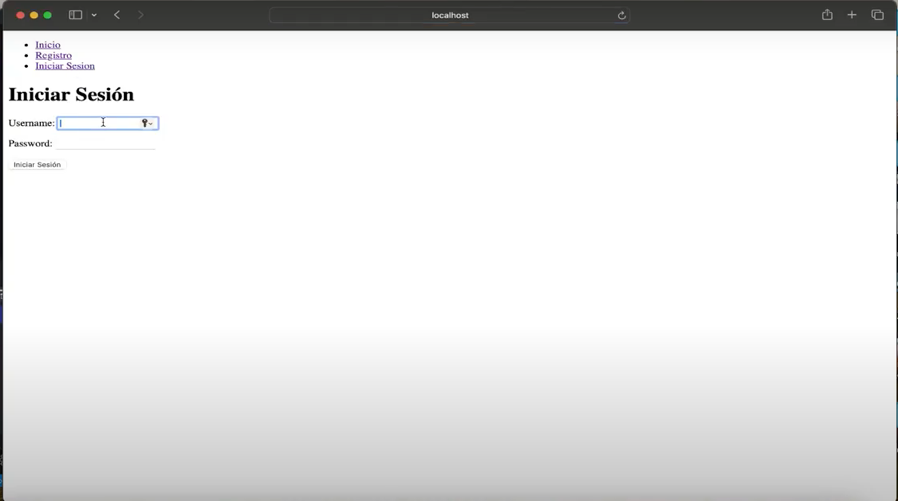 localhost
Inicio
Registro
Iniciar Sesion
Iniciar Sesión
Username:
Password:
Iniciar Sesión